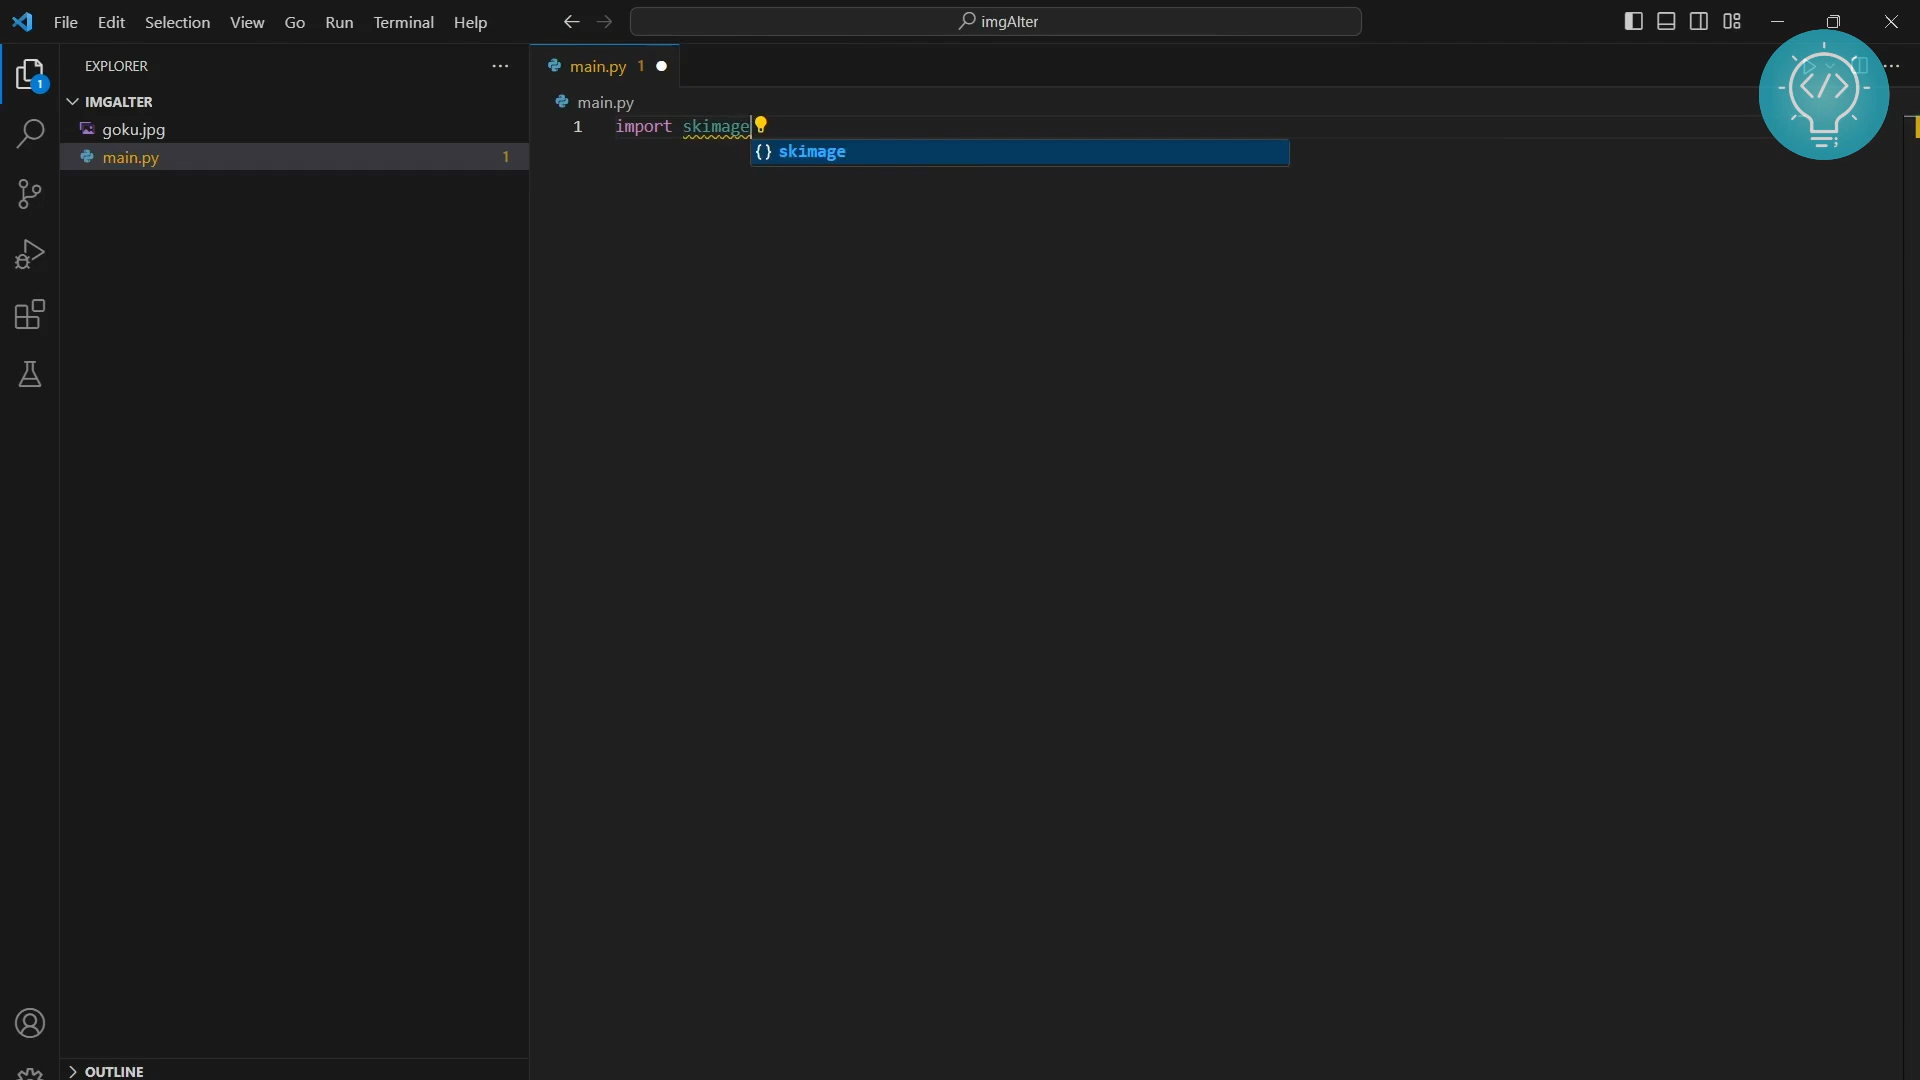 File Edit Selection View Go Run Terminal Help
imgAlter
EXPLORER
IMGALTER
goku.jpg
main.py 1
main.py 1
main.py
1 import skimage
{} skimage
1
OUTLINE